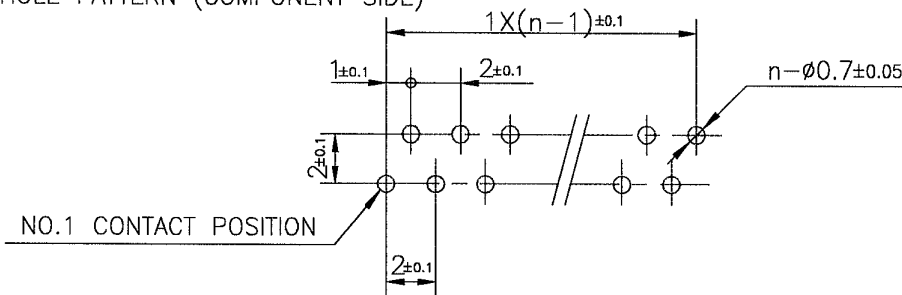 HOLE PATTERN (COMPONENT SIDE)
1X(n-1)±0.1
1±0.1
2±0.1
n-Ø0.7±0.05
2±0.1
NO.1 CONTACT POSITION
2±0.1